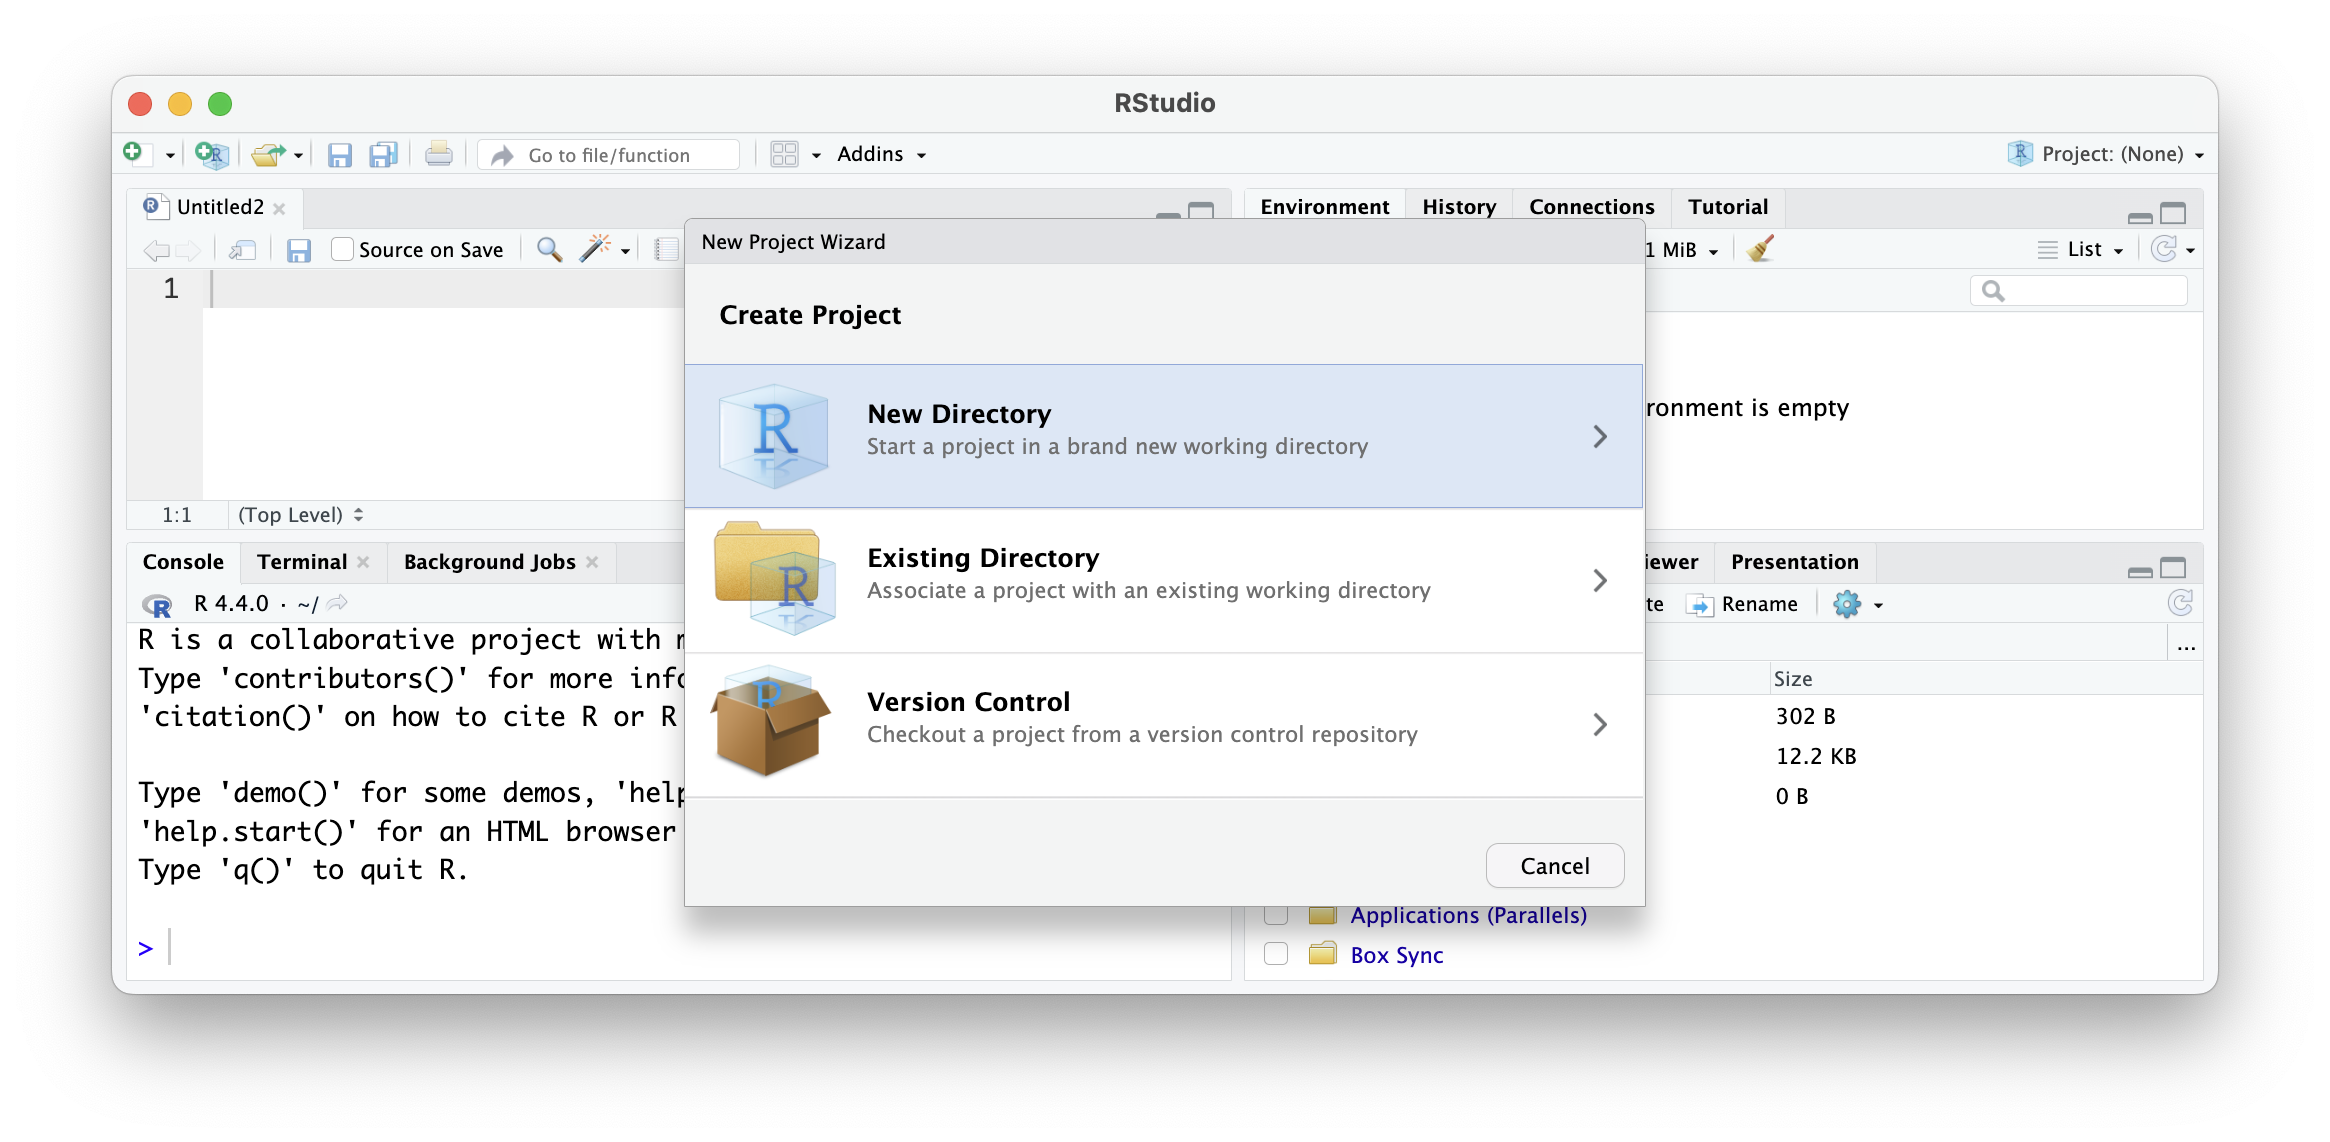 RStudio
Go to file/function
Addins
Project: (None)
Untitled2
Environment
History
Connections
Tutorial
Source on Save
1 MiB
List
New Project Wizard
1
Create Project
New Directory
Start a project in a brand new working directory
ronment is empty
1:1
(Top Level)
Existing Directory
Associate a project with an existing working directory
Console
Terminal
Background Jobs
iewer
Presentation
R 4.4.0 · ~/
te
Rename
R is a collaborative project with
Type 'contributors()' for more info
'citation()' on how to cite R or R
Version Control
Checkout a project from a version control repository
Size
302 B
12.2 KB
0 B
Type 'demo()' for some demos, 'help
'help.start()' for an HTML browser
Type 'q()' to quit R.
Cancel
>
Applications (Parallels)
Box Sync